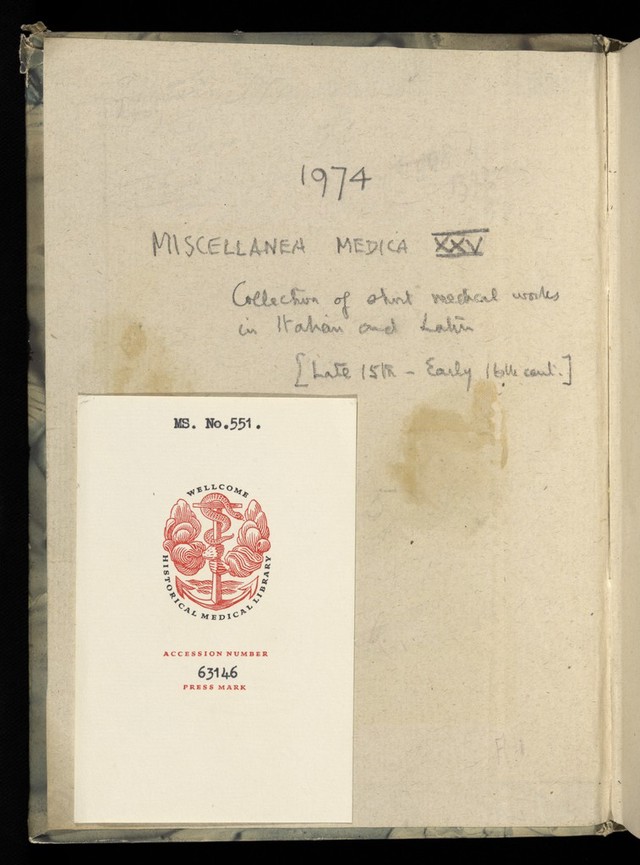 1974
MISCELLANEA MEDICA XXV
Collection of short medical works
in Italian and Latin
[Late 15th - Early 16th cent.]
MS. No.551.
WELLCOME
HISTORICAL MEDICAL LIBRARY
ACCESSION NUMBER
63146
PRESS MARK